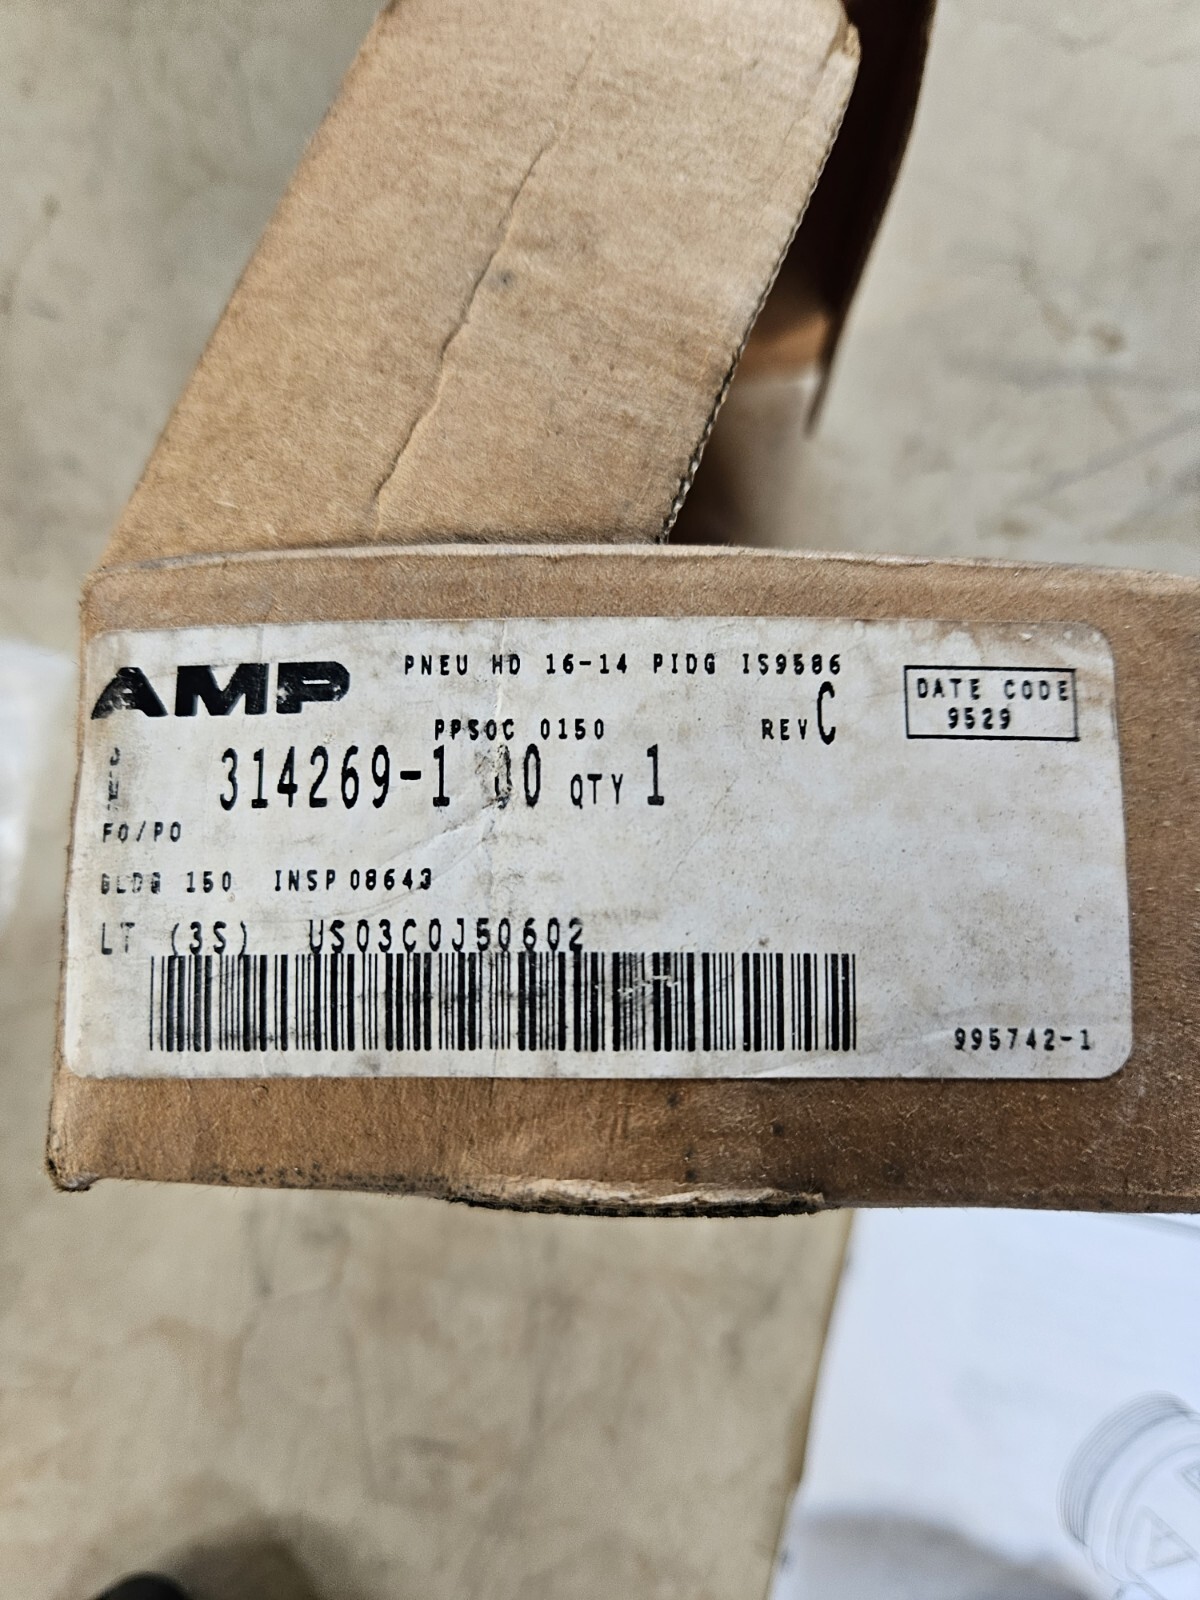 AMP
PNEU HD 16-14 PIDG IS9586
PPSOC 0150
REV C
DATE CODE
9529
314269-1 00 QTY 1
FO/PO
BLDG 150 INSP 08643
LT (3S) US03C0J50602
995742-1